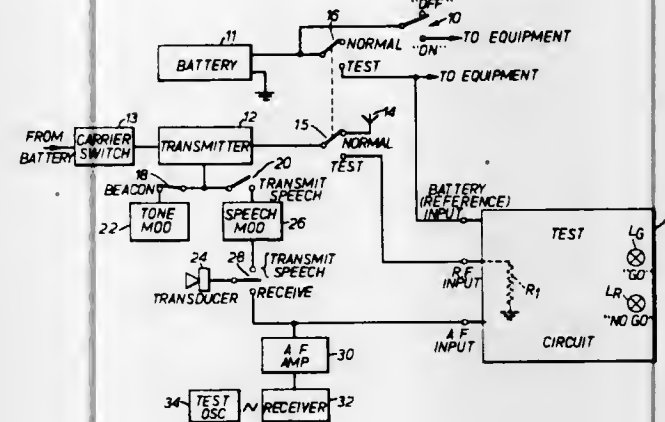 "OFF"
16
10
11
NORMAL
TO EQUIPMENT
BATTERY
"ON"
TEST
TO EQUIPMENT
13
12
15
14
FROM BATTERY
CARRIER SWITCH
TRANSMITTER
NORMAL
TEST
18
20
BEACON
TRANSMIT SPEECH
BATTERY (REFERENCE) INPUT
22
TONE MOD
SPEECH MOD
26
TEST
LG
"GO"
24
28
TRANSMIT SPEECH
RF INPUT
R1
LR
TRANSDUCER
RECEIVE
"NO GO"
A F INPUT
CIRCUIT
A F AMP
30
34
TEST OSC
RECEIVER
32